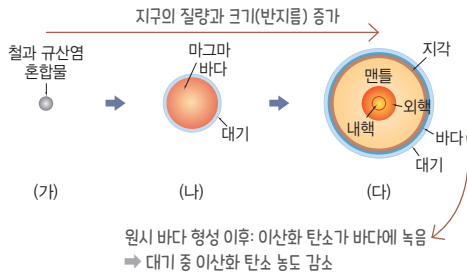 지구의 질량과 크기(반지름) 증가
철과 규산염
혼합물
마그마
바다
대기
지각
맨틀
외핵
내핵
바다
대기
(가)
(나)
(다)
원시 바다 형성 이후: 이산화 탄소가 바다에 녹음
➡ 대기 중 이산화 탄소 농도 감소